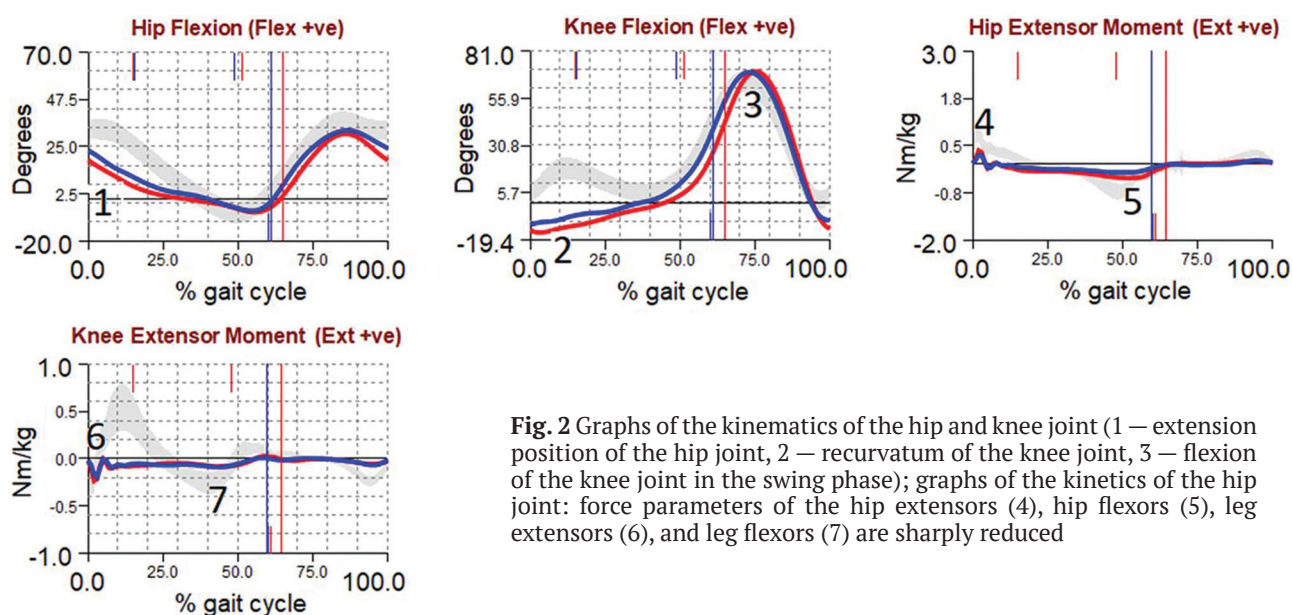 Hip Flexion (Flex +ve)
70.0
47.5
25.0
2.5
-20.0
Degrees
1
0.0 25.0 50.0 75.0 100.0
% gait cycle
Knee Flexion (Flex +ve)
81.0
55.9
30.8
5.7
-19.4
Degrees
2
3
0.0 25.0 50.0 75.0 100.0
% gait cycle
Hip Extensor Moment (Ext +ve)
3.0
1.8
0.5
-0.8
-2.0
Nm/kg
4
5
0.0 25.0 50.0 75.0 100.0
% gait cycle
Knee Extensor Moment (Ext +ve)
1.0
0.5
0.0
-0.5
-1.0
Nm/kg
6
7
0.0 25.0 50.0 75.0 100.0
% gait cycle
Fig. 2 Graphs of the kinematics of the hip and knee joint (1 — extension
position of the hip joint, 2 — recurvatum of the knee joint, 3 — flexion
of the knee joint in the swing phase); graphs of the kinetics of the hip
joint: force parameters of the hip extensors (4), hip flexors (5), leg
extensors (6), and leg flexors (7) are sharply reduced